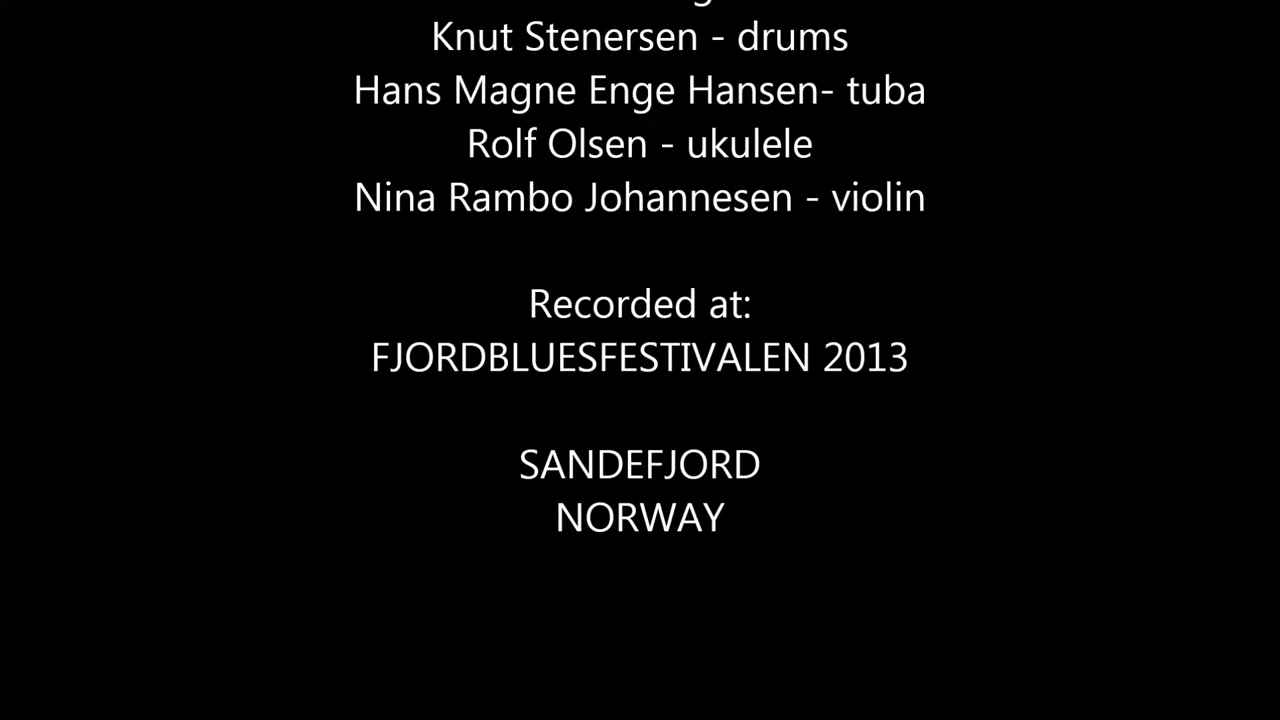 Knut Stenersen - drums
Hans Magne Enge Hansen- tuba
Rolf Olsen - ukulele
Nina Rambo Johannesen - violin
Recorded at:
FJORDBLUESFESTIVALEN 2013
SANDEFJORD
NORWAY